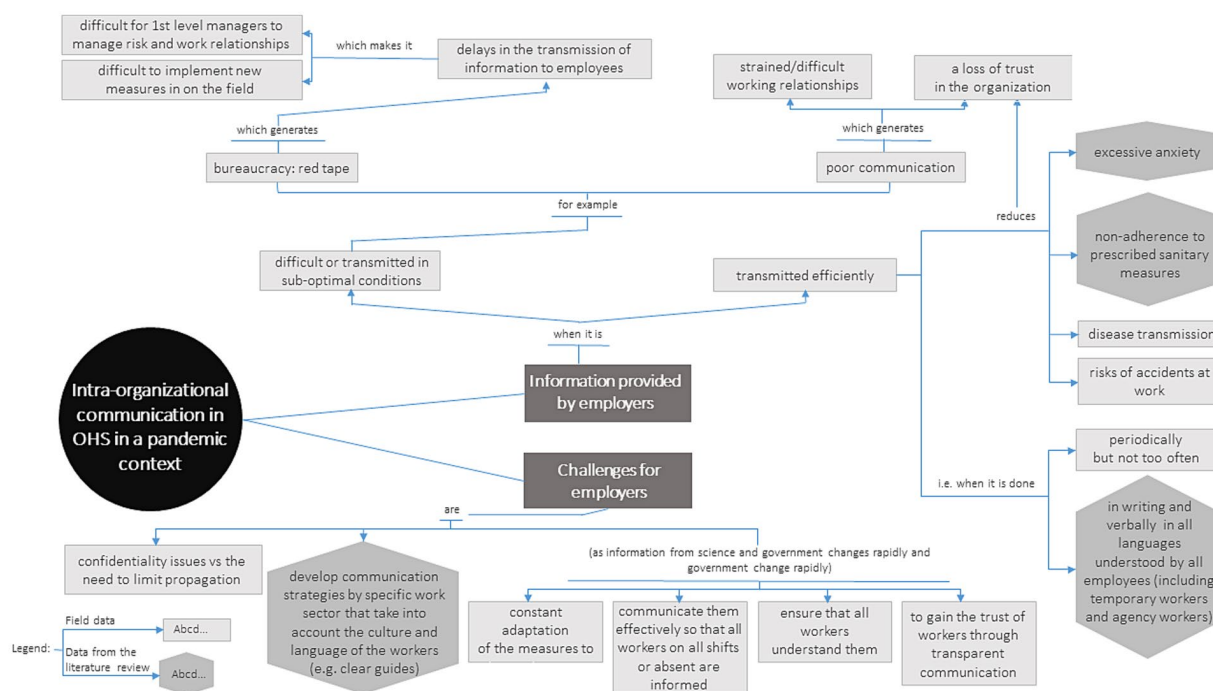 difficult for 1st level managers to
manage risk and work relationships
which makes it
delays in the transmission of
information to employees
difficult to implement new
measures in on the field
strained/difficult
working relationships
a loss of trust
in the organization
which generates
which generates
bureaucracy: red tape
poor communication
excessive anxiety
for example
reduces
difficult or transmitted in
sub-optimal conditions
transmitted efficiently
non-adherence to
prescribed sanitary
measures
when it is
disease transmission
risks of accidents at
work
Intra-organizational
communication in
OHS in a pandemic
context
Information provided
by employers
Challenges for
employers
periodically
but not too often
i.e. when it is done
in writing and
verbally in all
languages
understood by all
employees (including
temporary workers
and agency workers)
are
confidentiality issues vs the
need to limit propagation
develop communication
strategies by specific work
sector that take into
account the culture and
language of the workers
(e.g. clear guides)
(as information from science and government changes rapidly and
government change rapidly)
constant
adaptation
of the measures to
communicate them
effectively so that all
workers on all shifts
or absent are
informed
ensure that all
workers
understand them
to gain the trust of
workers through
transparent
communication
Legend:
Field data
Abcd...
Data from the
literature review
Abcd...